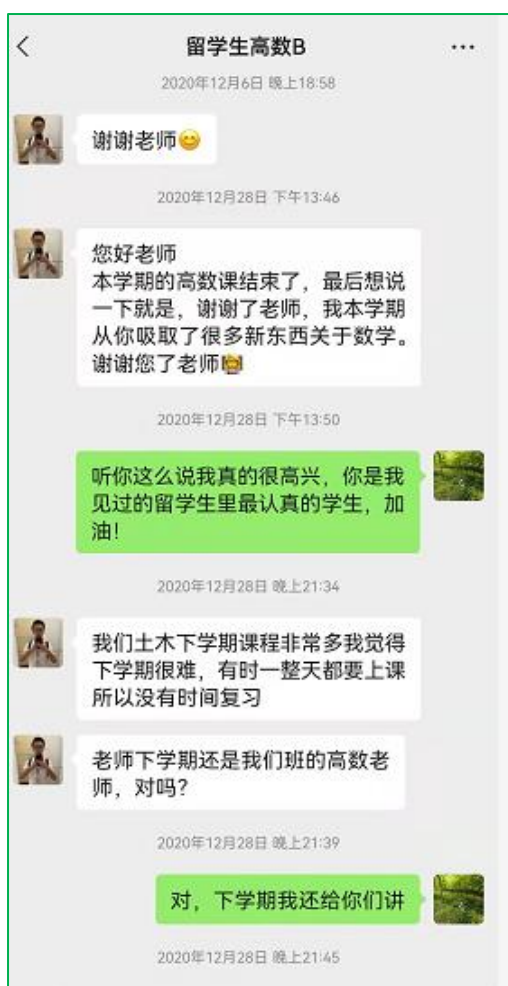 留学生高数B
2020年12月6日 晚上18:58
谢谢老师😊
2020年12月28日 下午13:46
您好老师
本学期的高数课结束了，最后想说
一下就是，谢谢了老师，我本学期
从你吸取了很多新东西关于数学。
谢谢您了老师
2020年12月28日 下午13:50
听你这么说我真的很高兴，你是我
见过的留学生里最认真的学生，加
油！
2020年12月28日 晚上21:34
我们土木下学期课程非常多我觉得
下学期很难，有时一整天都要上课
所以没有时间复习
老师下学期还是我们班的高数老
师，对吗？
2020年12月28日 晚上21:39
对，下学期我还给你们讲
2020年12月28日 晚上21:45